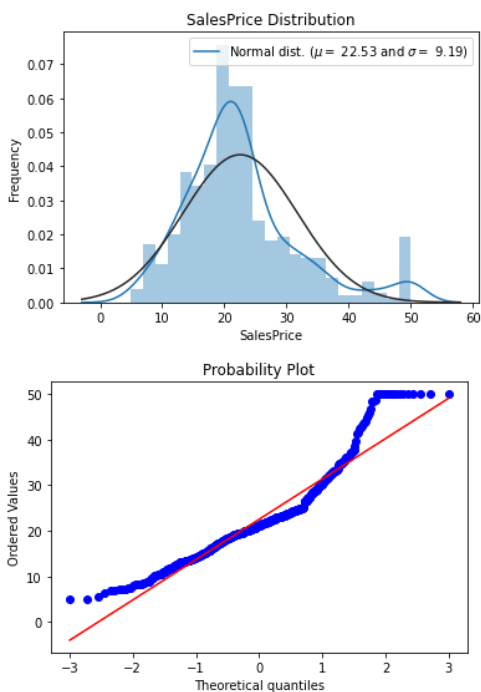 SalesPrice Distribution
Normal dist. (μ = 22.53 and σ = 9.19)
Frequency
0.07
0.06
0.05
0.04
0.03
0.02
0.01
0.00
0 10 20 30 40 50 60
SalesPrice
Probability Plot
Ordered Values
50
40
30
20
10
0
−3 −2 −1 0 1 2 3
Theoretical quantiles